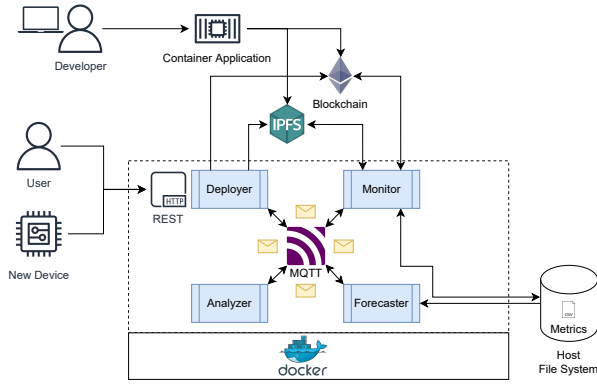 Developer
Container Application
Blockchain
IPFS
User
HTTP
REST
Deployer
Monitor
MQTT
New Device
Analyzer
Forecaster
CSV
Metrics
Host
File System
docker